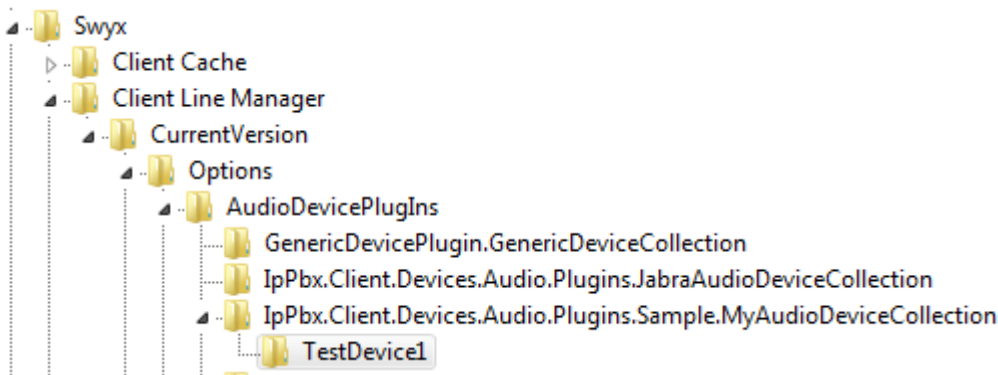 Swyx
Client Cache
Client Line Manager
CurrentVersion
Options
AudioDevicePlugIns
GenericDevicePlugin.GenericDeviceCollection
IpPbx.Client.Devices.Audio.Plugins.JabraAudioDeviceCollection
IpPbx.Client.Devices.Audio.Plugins.Sample.MyAudioDeviceCollection
TestDevice1